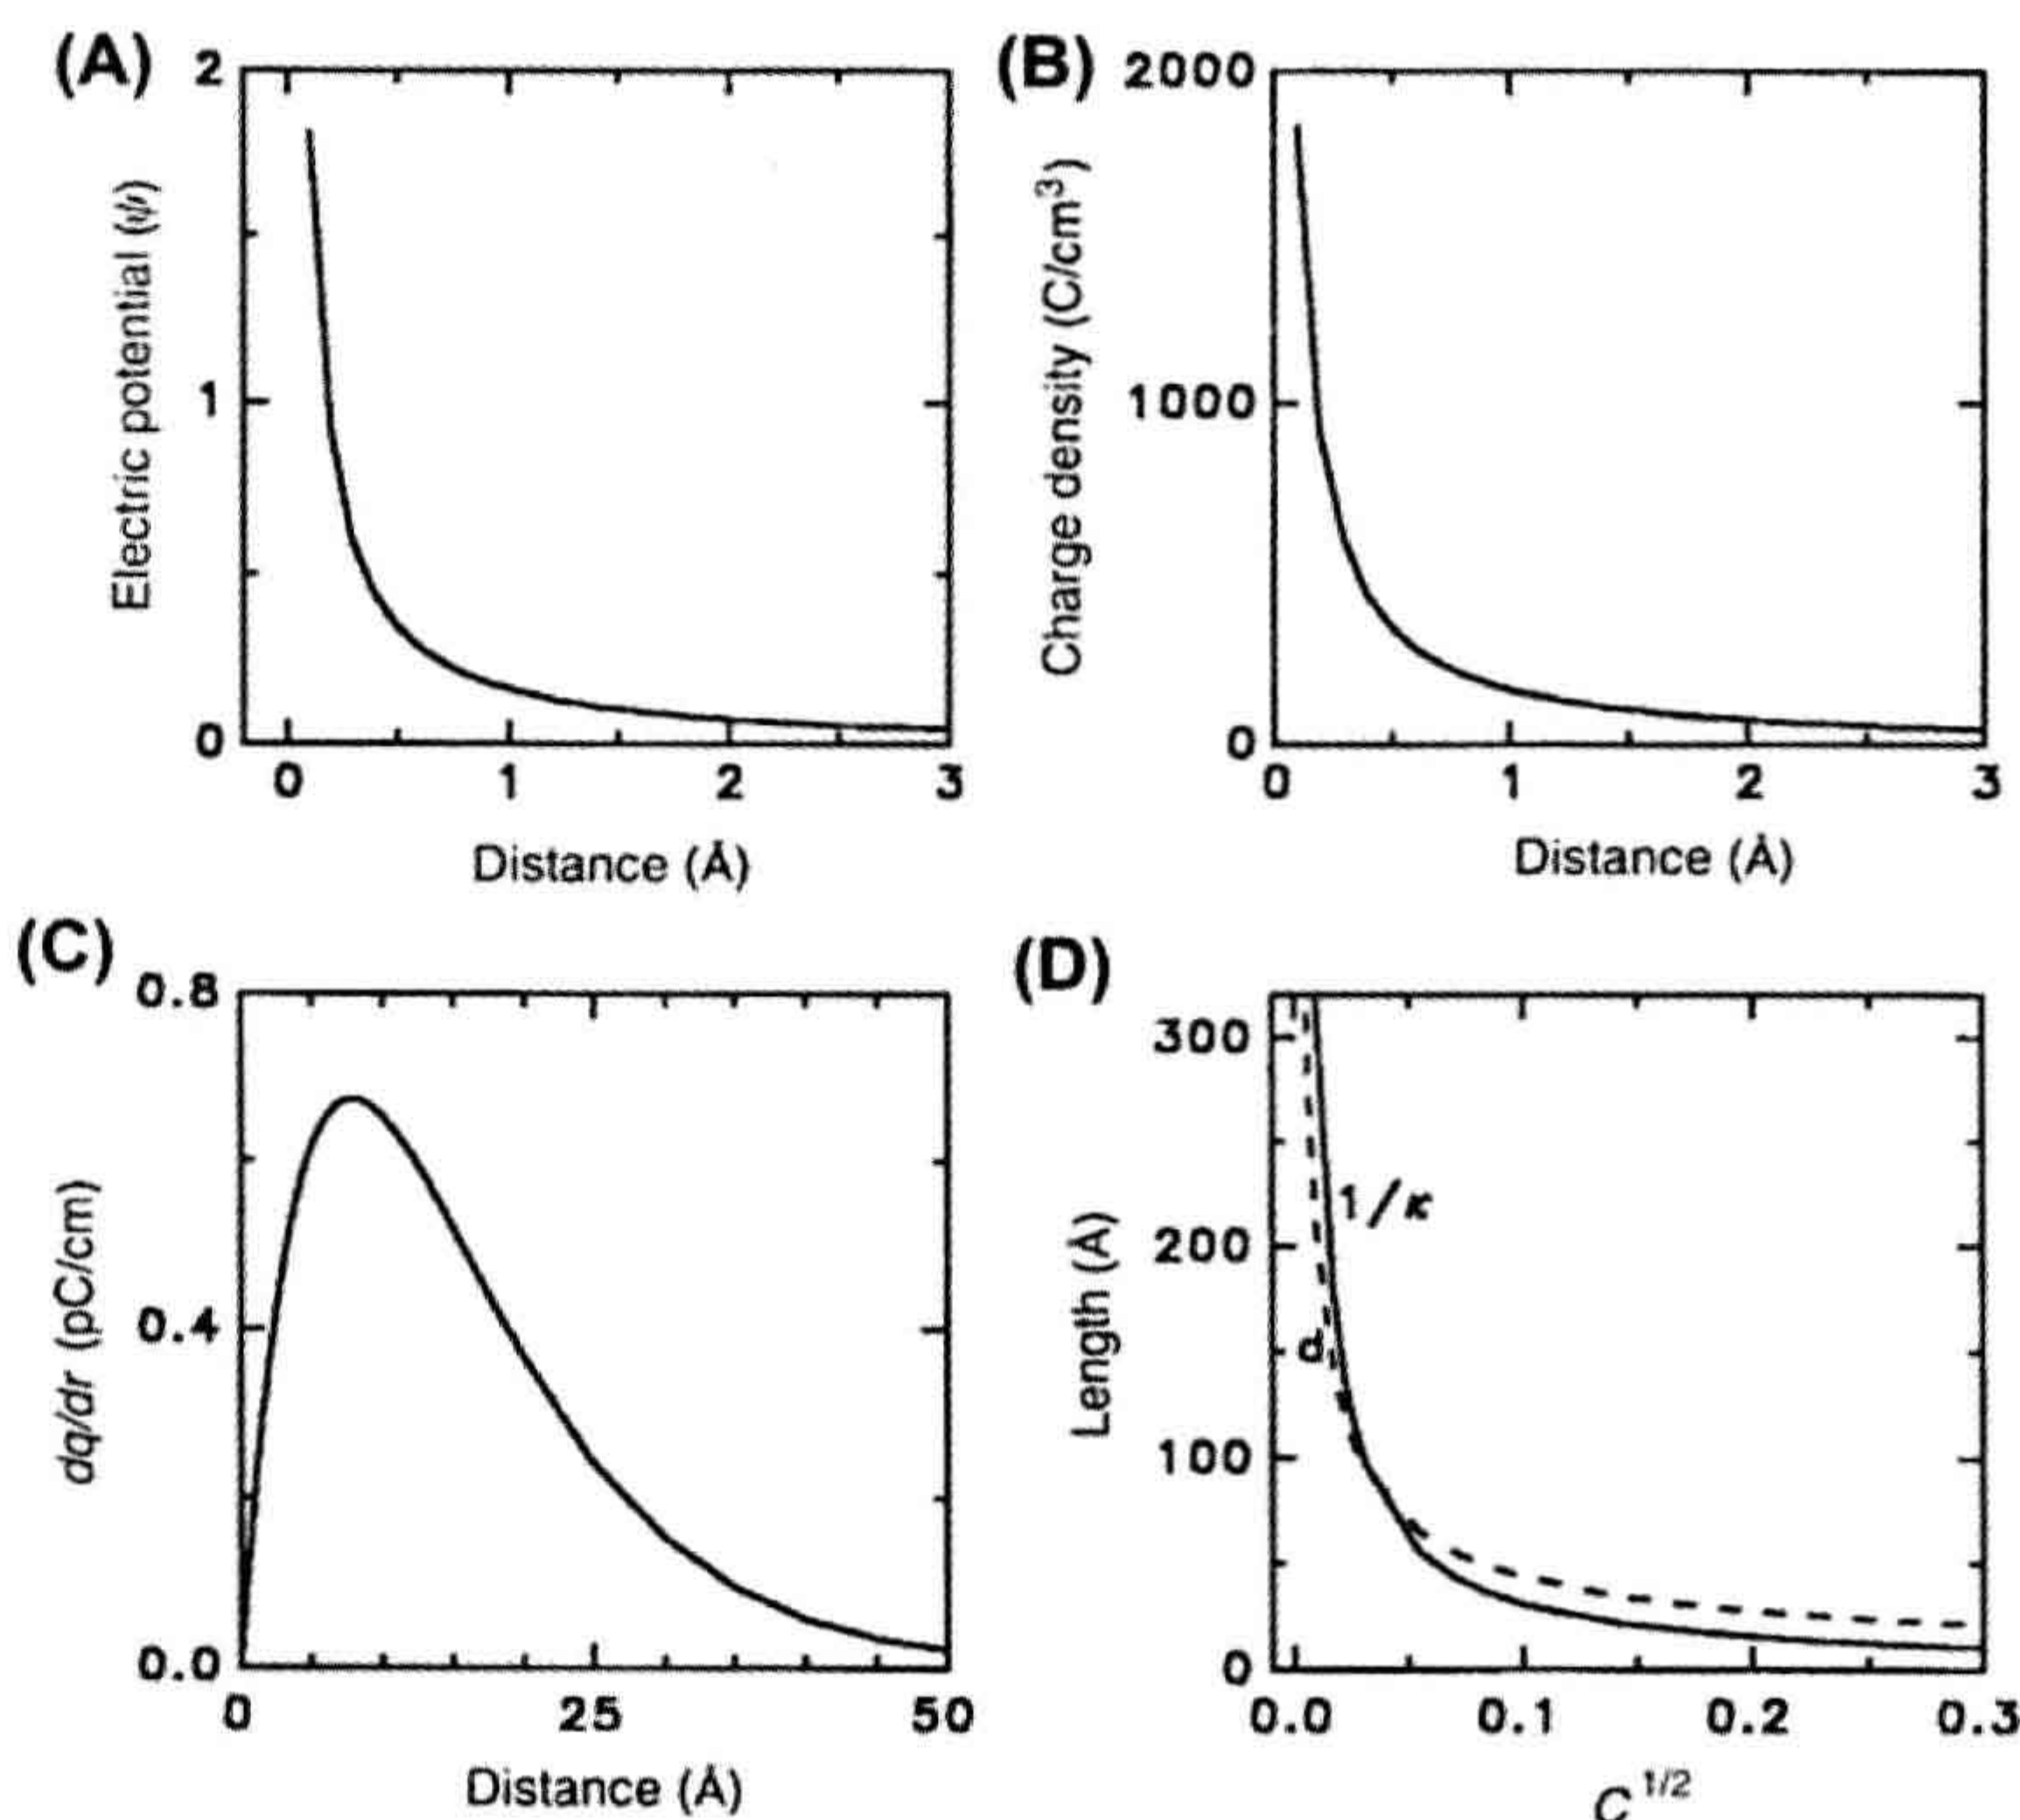 (A)
2
1
0
Electric potential (ψ)
0 1 2 3
Distance (Å)
(B)
2000
1000
0
Charge density (C/cm³)
0 1 2 3
Distance (Å)
(C)
0.8
0.4
0.0
dq/dr (pC/cm)
0 25 50
Distance (Å)
(D)
300
200
100
0
Length (Å)
1/κ
d
0.0 0.1 0.2 0.3
C^1/2